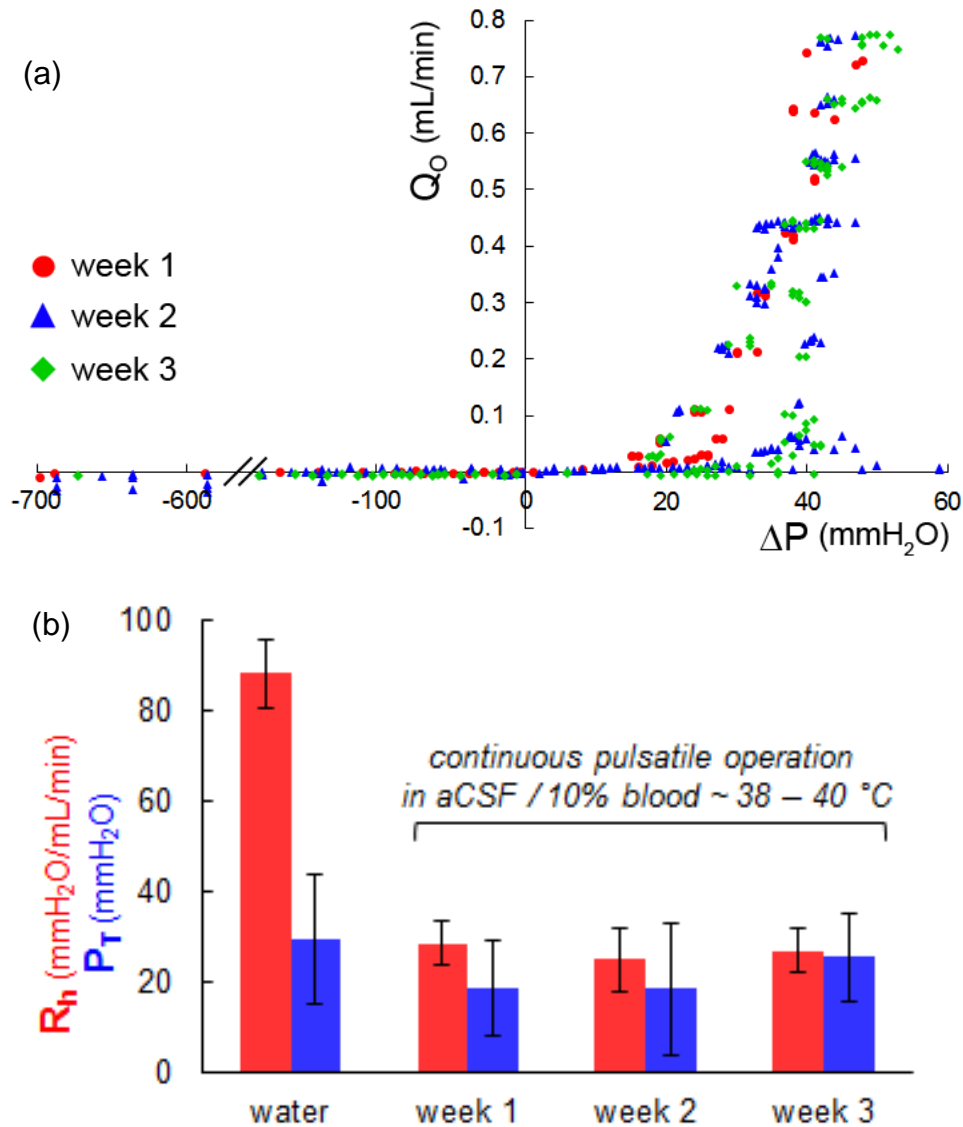 (a)
Q_O (mL/min)
0.8
0.7
0.6
0.5
0.4
0.3
0.2
0.1
-0.1
week 1
week 2
week 3
-700
-600
-100
0
20
40
60
ΔP (mmH₂O)
(b)
R_h (mmH₂O/mL/min)
P_T (mmH₂O)
100
80
60
40
20
0
continuous pulsatile operation
in aCSF / 10% blood ~ 38 – 40 °C
water
week 1
week 2
week 3